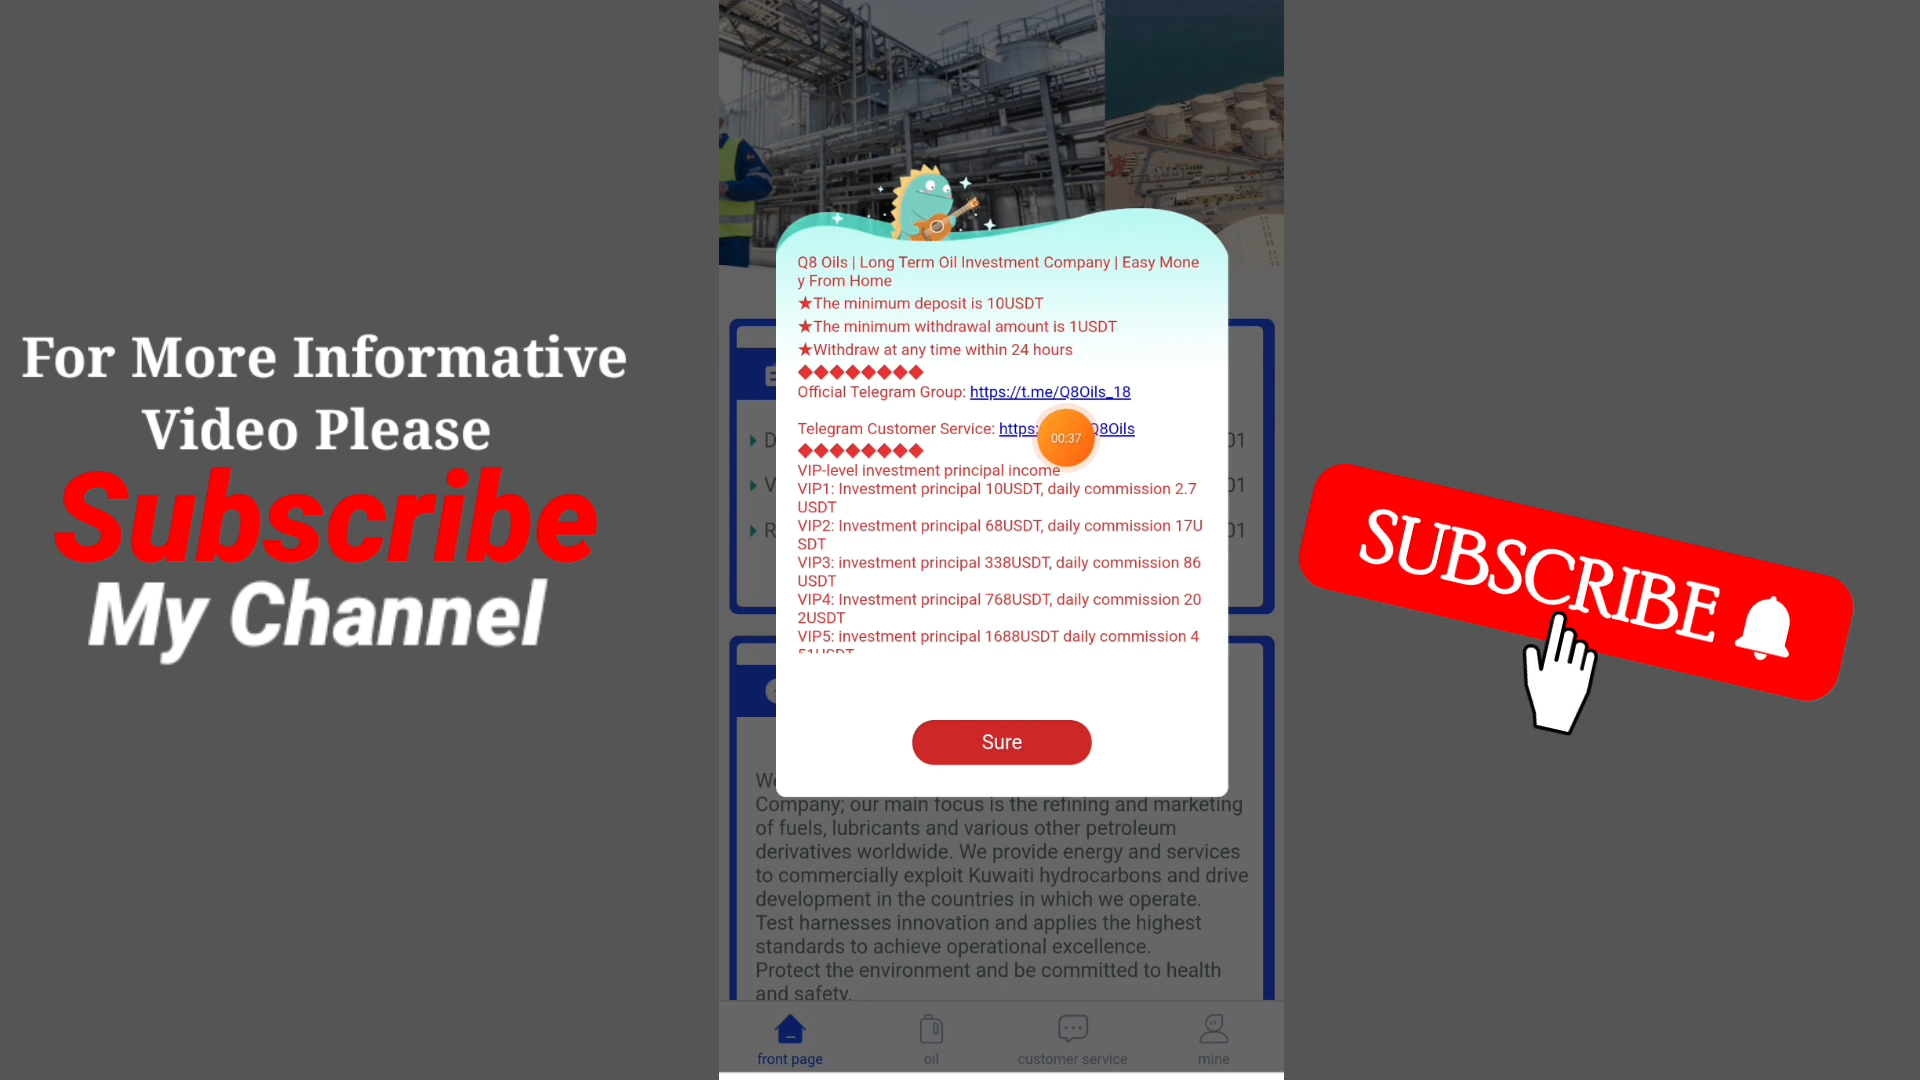 For More Informative
Video Please
Subscribe
My Channel
Q8 Oils | Long Term Oil Investment Company | Easy Mone
y From Home
★The minimum deposit is 10USDT
★The minimum withdrawal amount is 1USDT
★Withdraw at any time within 24 hours
◆◆◆◆◆◆◆◆
Official Telegram Group: https://t.me/Q8Oils_18
Telegram Customer Service: https: Q8Oils
00:37
◆◆◆◆◆◆◆◆
VIP-level investment principal income
VIP1: Investment principal 10USDT, daily commission 2.7
USDT
VIP2: Investment principal 68USDT, daily commission 17U
SDT
VIP3: investment principal 338USDT, daily commission 86
USDT
VIP4: Investment principal 768USDT, daily commission 20
2USDT
VIP5: investment principal 1688USDT daily commission 4
51USDT
Sure
D 01
V 01
R 01
We
Company; our main focus is the refining and marketing
of fuels, lubricants and various other petroleum
derivatives worldwide. We provide energy and services
to commercially exploit Kuwaiti hydrocarbons and drive
development in the countries in which we operate.
Test harnesses innovation and applies the highest
standards to achieve operational excellence.
Protect the environment and be committed to health
and safety.
front page
oil
customer service
mine
SUBSCRIBE